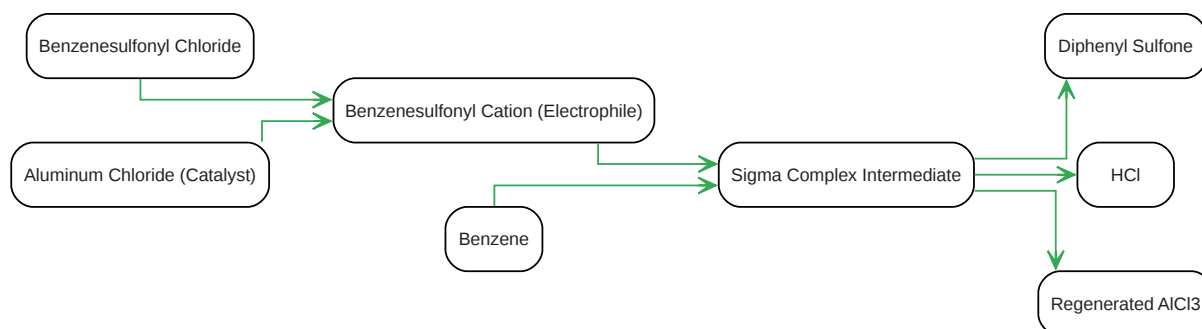 Benzenesulfonyl Chloride
Diphenyl Sulfone
Benzenesulfonyl Cation (Electrophile)
Aluminum Chloride (Catalyst)
Sigma Complex Intermediate
HCl
Benzene
Regenerated AlCl3